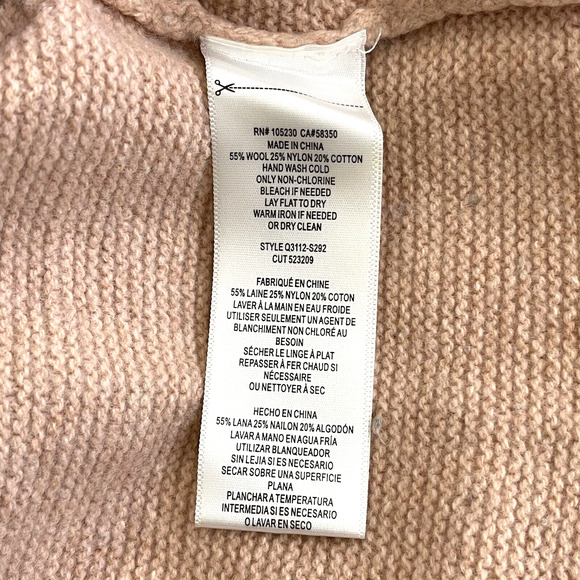 RN# 105230 CA#58350
MADE IN CHINA
55% WOOL 25% NYLON 20% COTTON
HAND WASH COLD
ONLY NON-CHLORINE
BLEACH IF NEEDED
LAY FLAT TO DRY
WARM IRON IF NEEDED
OR DRY CLEAN
STYLE Q3112-S292
CUT 523209
FABRIQUÉ EN CHINE
55% LAINE 25% NYLON 20% COTON
LAVER À LA MAIN EN EAU FROIDE
UTILISER SEULEMENT UN AGENT DE
BLANCHIMENT NON CHLORÉ AU
BESOIN
SÉCHER LE LINGE À PLAT
REPASSER À FER CHAUD SI
NÉCESSAIRE
OU NETTOYER À SEC
HECHO EN CHINA
55% LANA 25% NAILON 20% ALGODÓN
LAVAR A MANO EN AGUA FRÍA
UTILIZAR BLANQUEADOR
SIN LEJIA SI ES NECESARIO
SECAR SOBRE UNA SUPERFICIE
PLANA
PLANCHAR A TEMPERATURA
INTERMEDIA SI ES NECESARIO
O LAVAR EN SECO